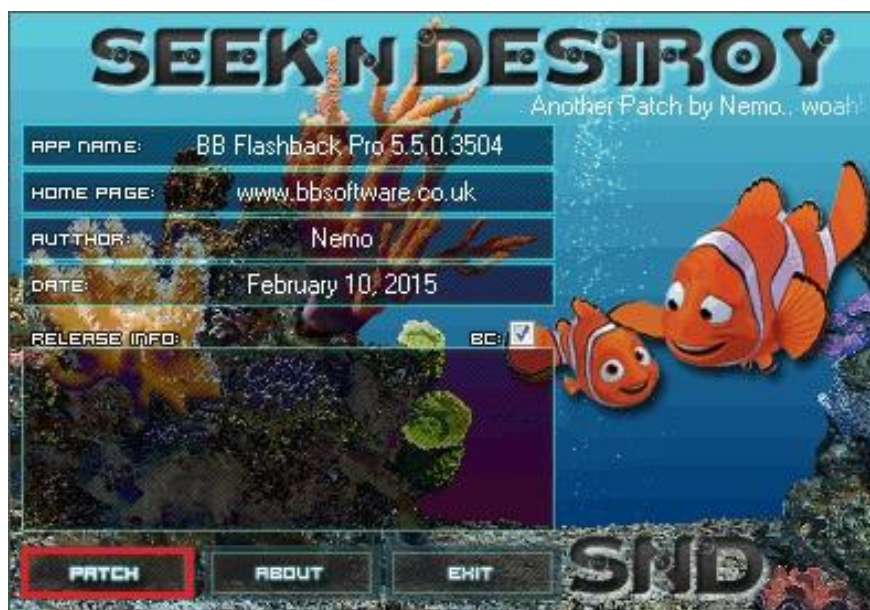 SEEK N DESTROY
Another Patch by Nemo.. woah!
APP NAME: BB Flashback Pro 5.5.0.3504
HOME PAGE: www.bbsoftware.co.uk
AUTTHOR: Nemo
DATE: February 10, 2015
RELEASE INFO: BC:
PATCH ABOUT EXIT SND